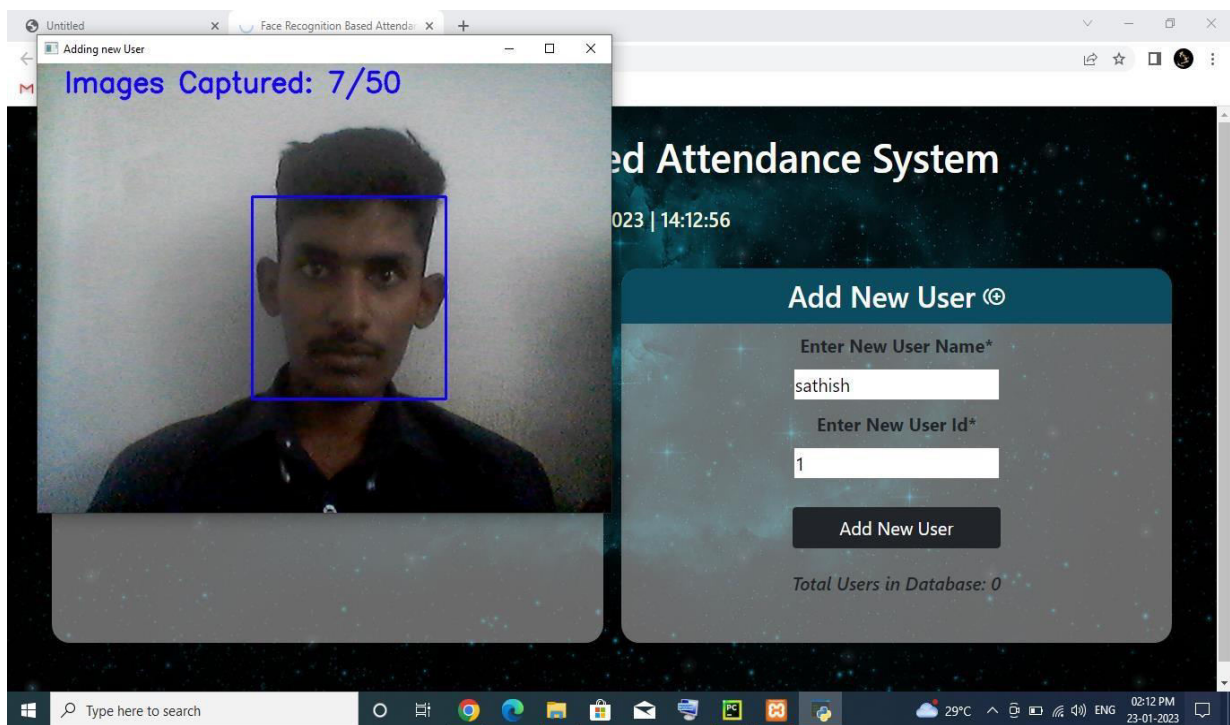 Untitled
Face Recognition Based Attenda
Adding new User
Images Captured: 7/50
ed Attendance System
023 | 14:12:56
Add New User
Enter New User Name*
sathish
Enter New User Id*
1
Add New User
Total Users in Database: 0
Type here to search
29°C
ENG
02:12 PM
23-01-2023